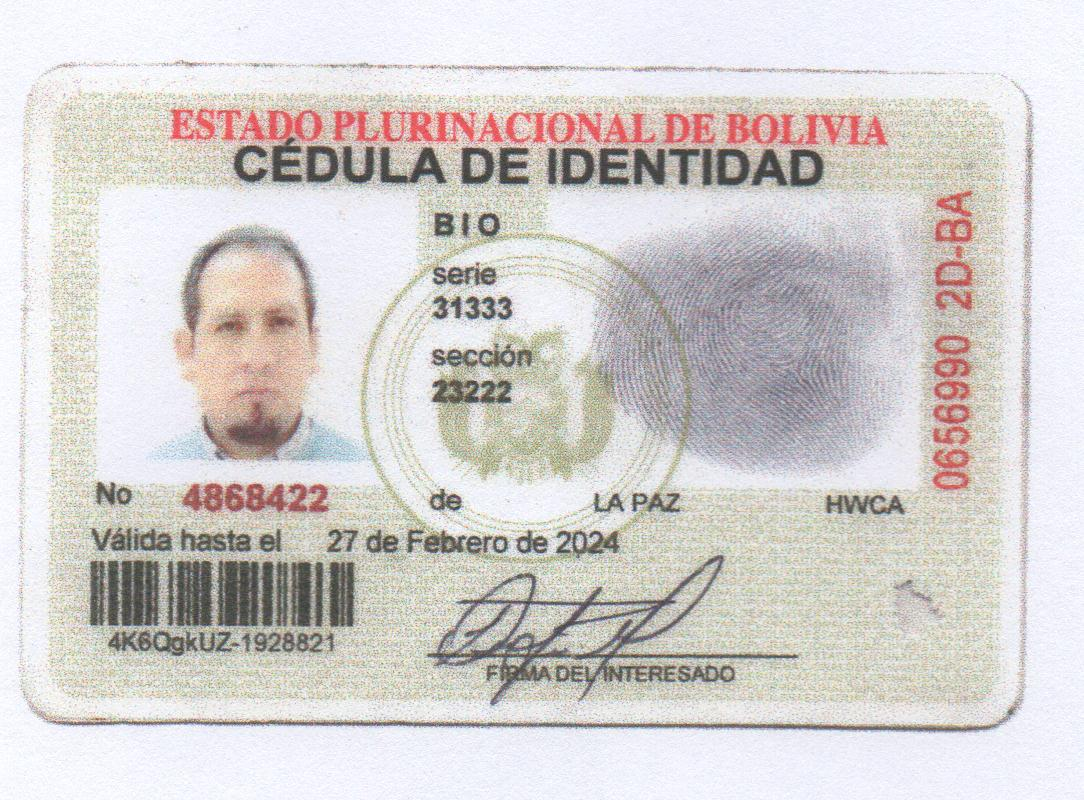 ESTADO PLURINACIONAL DE BOLIVIA
CÉDULA DE IDENTIDAD
BIO
serie
31333
sección
23222
0656990 2D-BA
No 4868422 de LA PAZ HWCA
Válida hasta el 27 de Febrero de 2024
4K6QgkUZ-1928821
FIRMA DEL INTERESADO